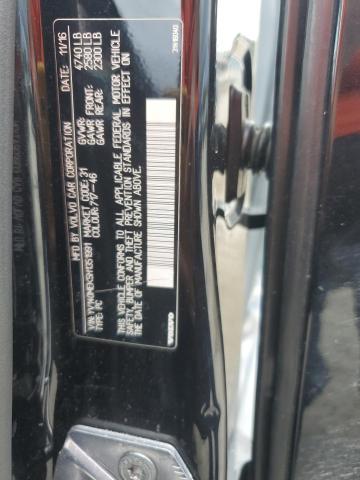 MFD. BY: VOLVO CAR CORPORATION
DATE: 11/16
GVWR: 4740 LB
GAWR FRONT: 2580 LB
GAWR REAR: 2300 LB
MARKET CODE: 31
COLOUR: 717-46
TYPE: PC
THIS VEHICLE CONFORMS TO ALL APPLICABLE FEDERAL MOTOR VEHICLE
SAFETY, BUMPER AND THEFT PREVENTION STANDARDS IN EFFECT ON
THE DATE OF MANUFACTURE SHOWN ABOVE.
VOLVO